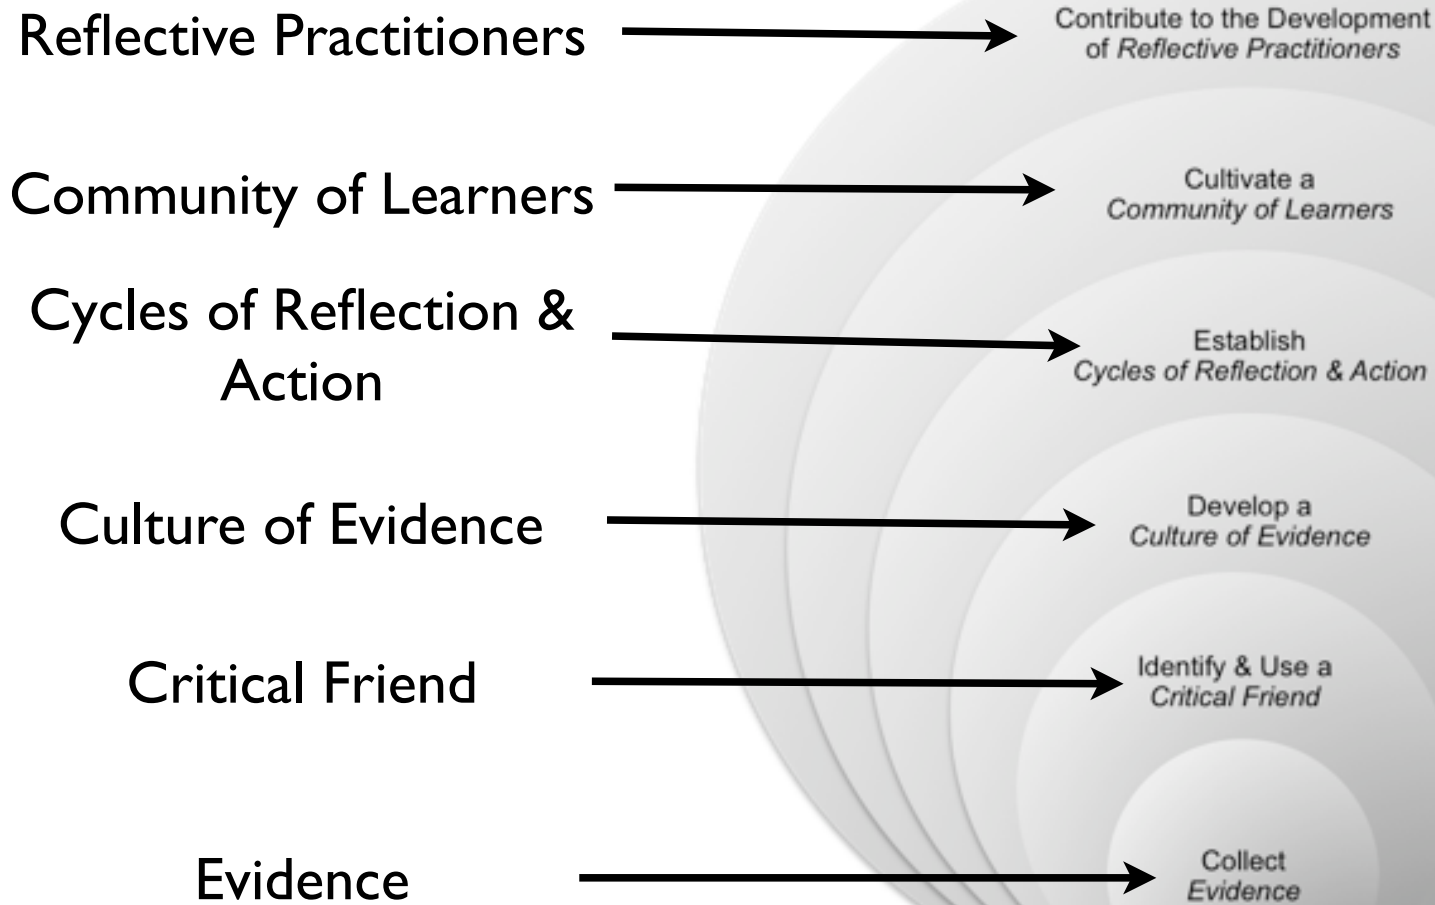 Reflective Practitioners
Contribute to the Development
of Reflective Practitioners
Community of Learners
Cultivate a
Community of Learners
Cycles of Reflection &
Action
Establish
Cycles of Reflection & Action
Culture of Evidence
Develop a
Culture of Evidence
Critical Friend
Identify & Use a
Critical Friend
Evidence
Collect
Evidence